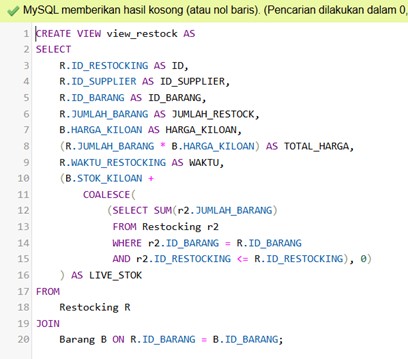 MySQL memberikan hasil kosong (atau nol baris). (Pencarian dilakukan dalam 0,
1 CREATE VIEW view_restock AS
2 SELECT
3     R.ID_RESTOCKING AS ID,
4     R.ID_SUPPLIER AS ID_SUPPLIER,
5     R.ID_BARANG AS ID_BARANG,
6     R.JUMLAH_BARANG AS JUMLAH_RESTOCK,
7     B.HARGA_KILOAN AS HARGA_KILOAN,
8     (R.JUMLAH_BARANG * B.HARGA_KILOAN) AS TOTAL_HARGA,
9     R.WAKTU_RESTOCKING AS WAKTU,
10     (B.STOK_KILOAN +
11         COALESCE(
12             (SELECT SUM(r2.JUMLAH_BARANG)
13              FROM Restocking r2
14              WHERE r2.ID_BARANG = R.ID_BARANG
15              AND r2.ID_RESTOCKING <= R.ID_RESTOCKING), 0)
16     ) AS LIVE_STOK
17 FROM
18     Restocking R
19 JOIN
20     Barang B ON R.ID_BARANG = B.ID_BARANG;